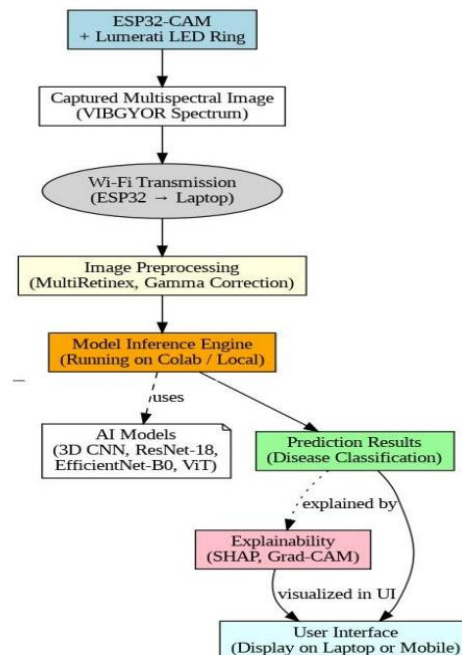 ESP32-CAM
+ Lumerati LED Ring
Captured Multispectral Image
(VIBGYOR Spectrum)
Wi-Fi Transmission
(ESP32 → Laptop)
Image Preprocessing
(MultiRetinex, Gamma Correction)
Model Inference Engine
(Running on Colab / Local)
uses
AI Models
(3D CNN, ResNet-18,
EfficientNet-B0, ViT)
Prediction Results
(Disease Classification)
explained by
Explainability
(SHAP, Grad-CAM)
visualized in UI
User Interface
(Display on Laptop or Mobile)